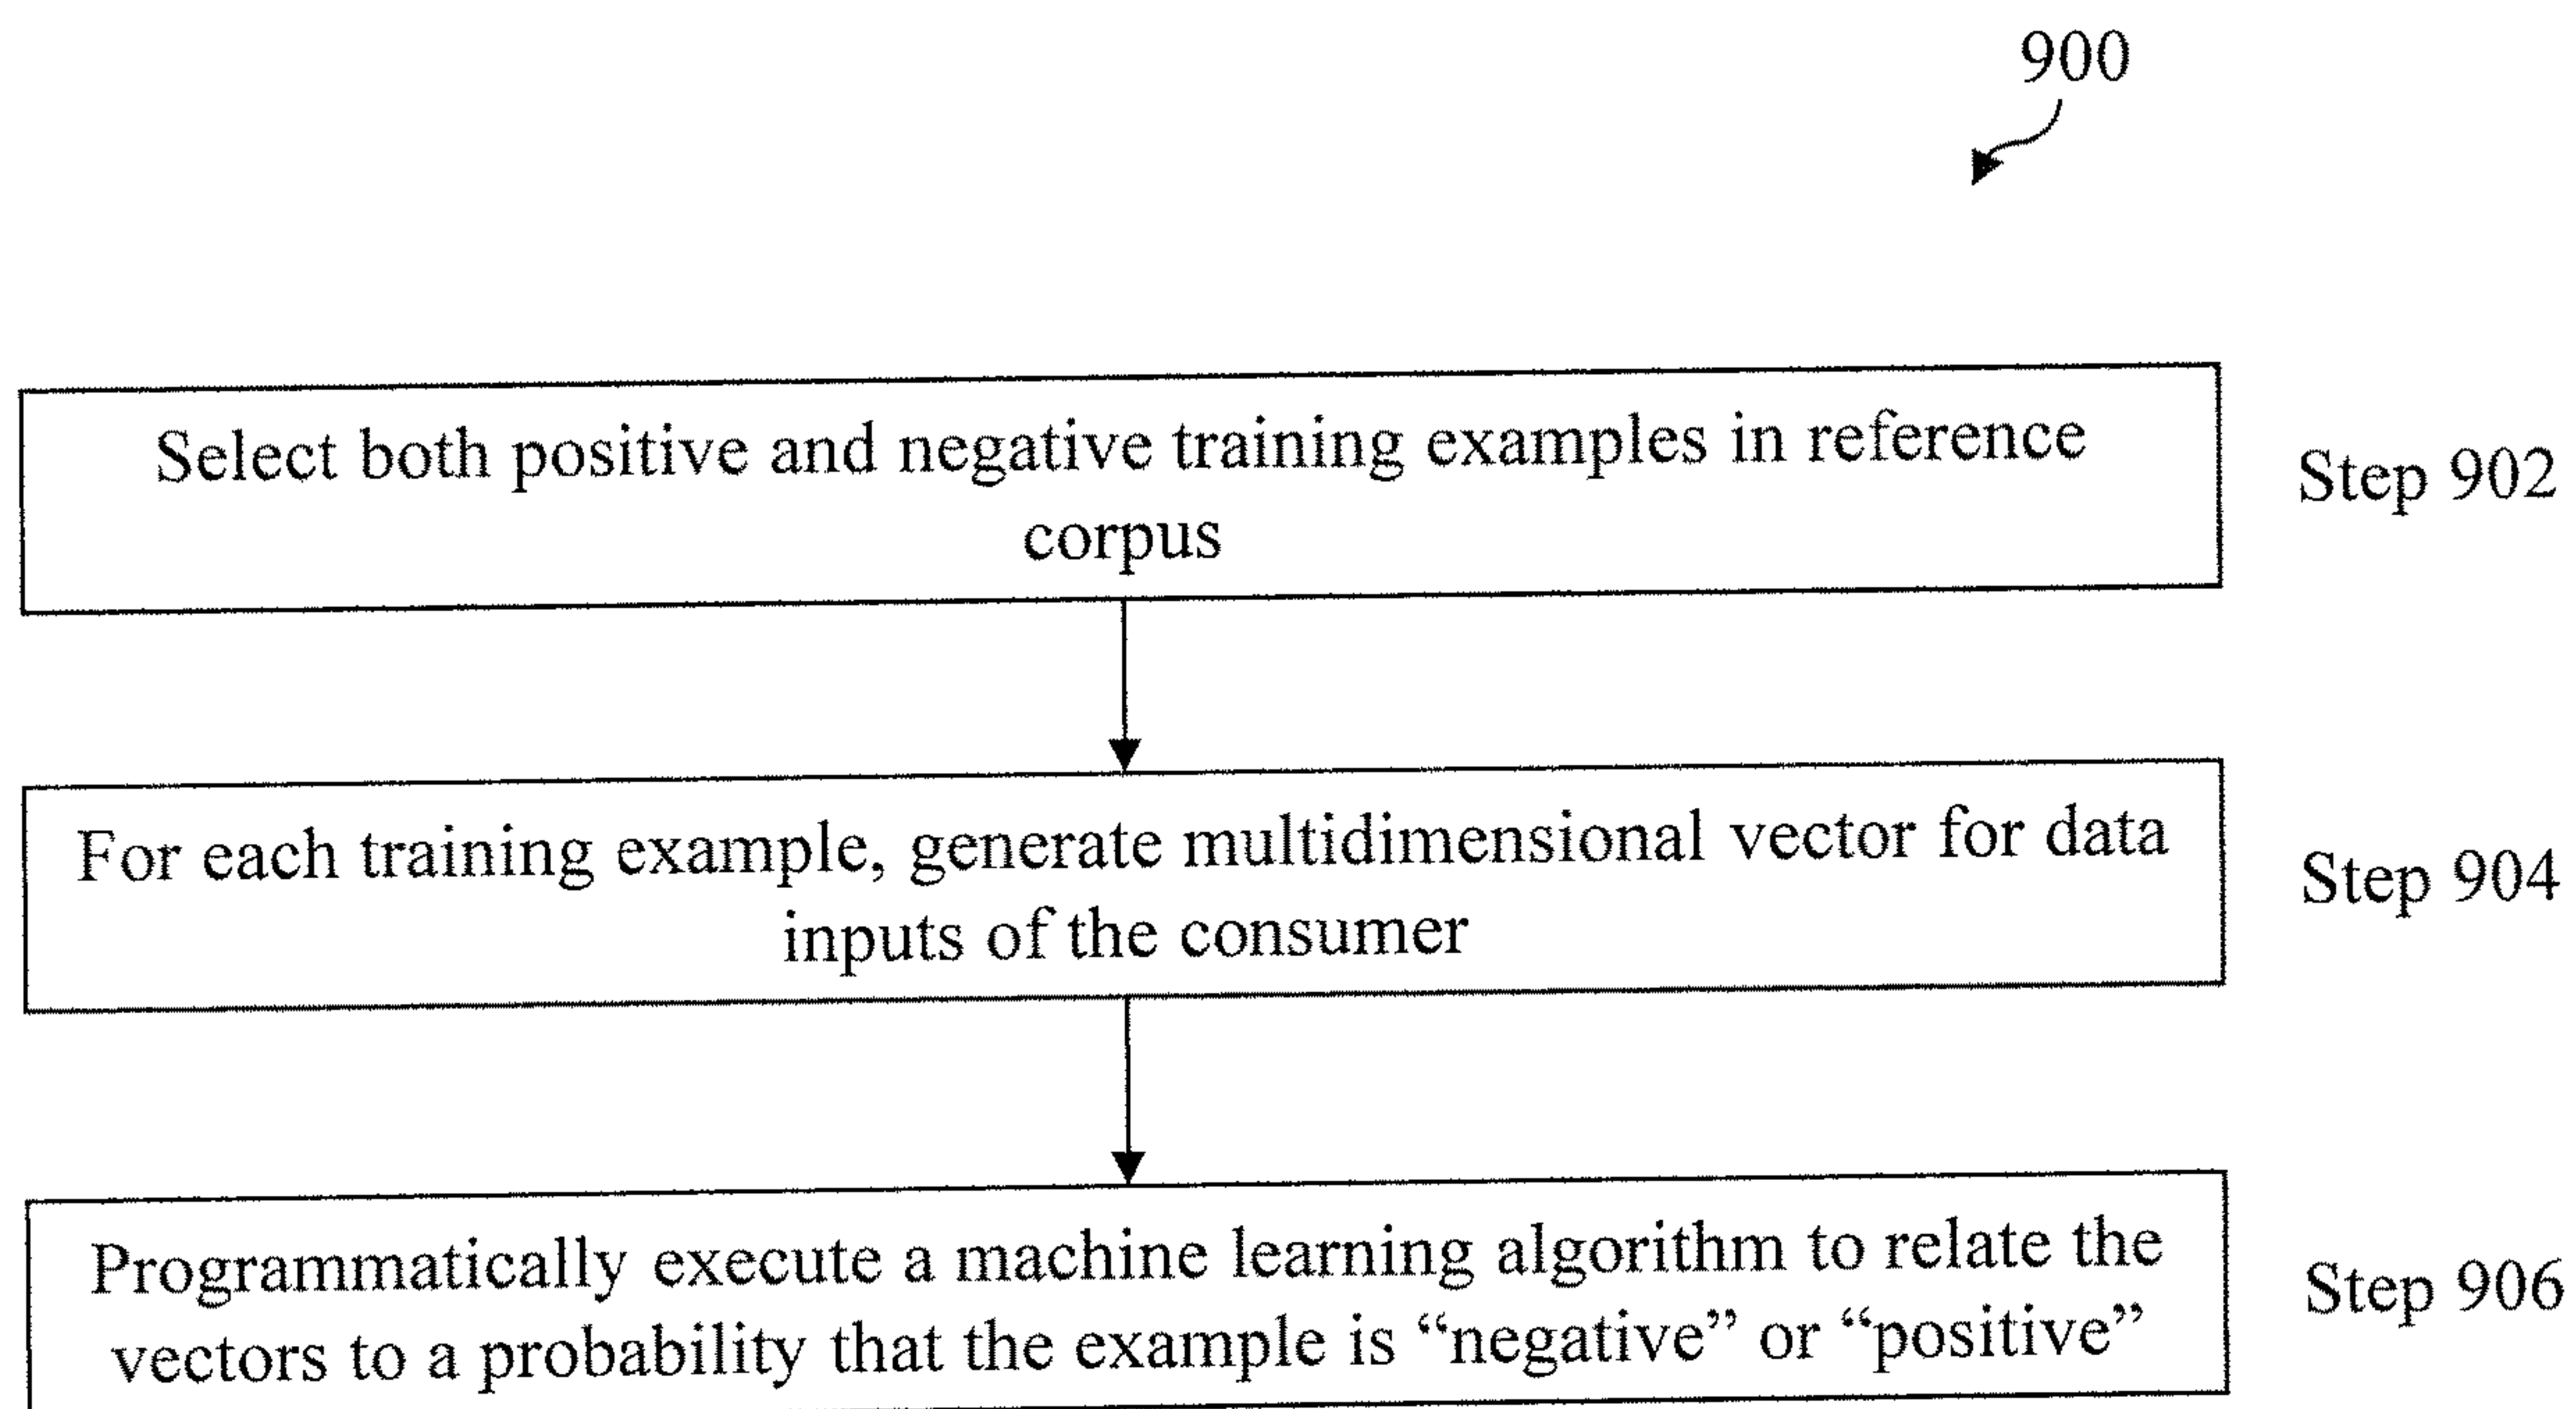 900
Select both positive and negative training examples in reference
corpus
Step 902
For each training example, generate multidimensional vector for data
inputs of the consumer
Step 904
Programmatically execute a machine learning algorithm to relate the
vectors to a probability that the example is “negative” or “positive”
Step 906